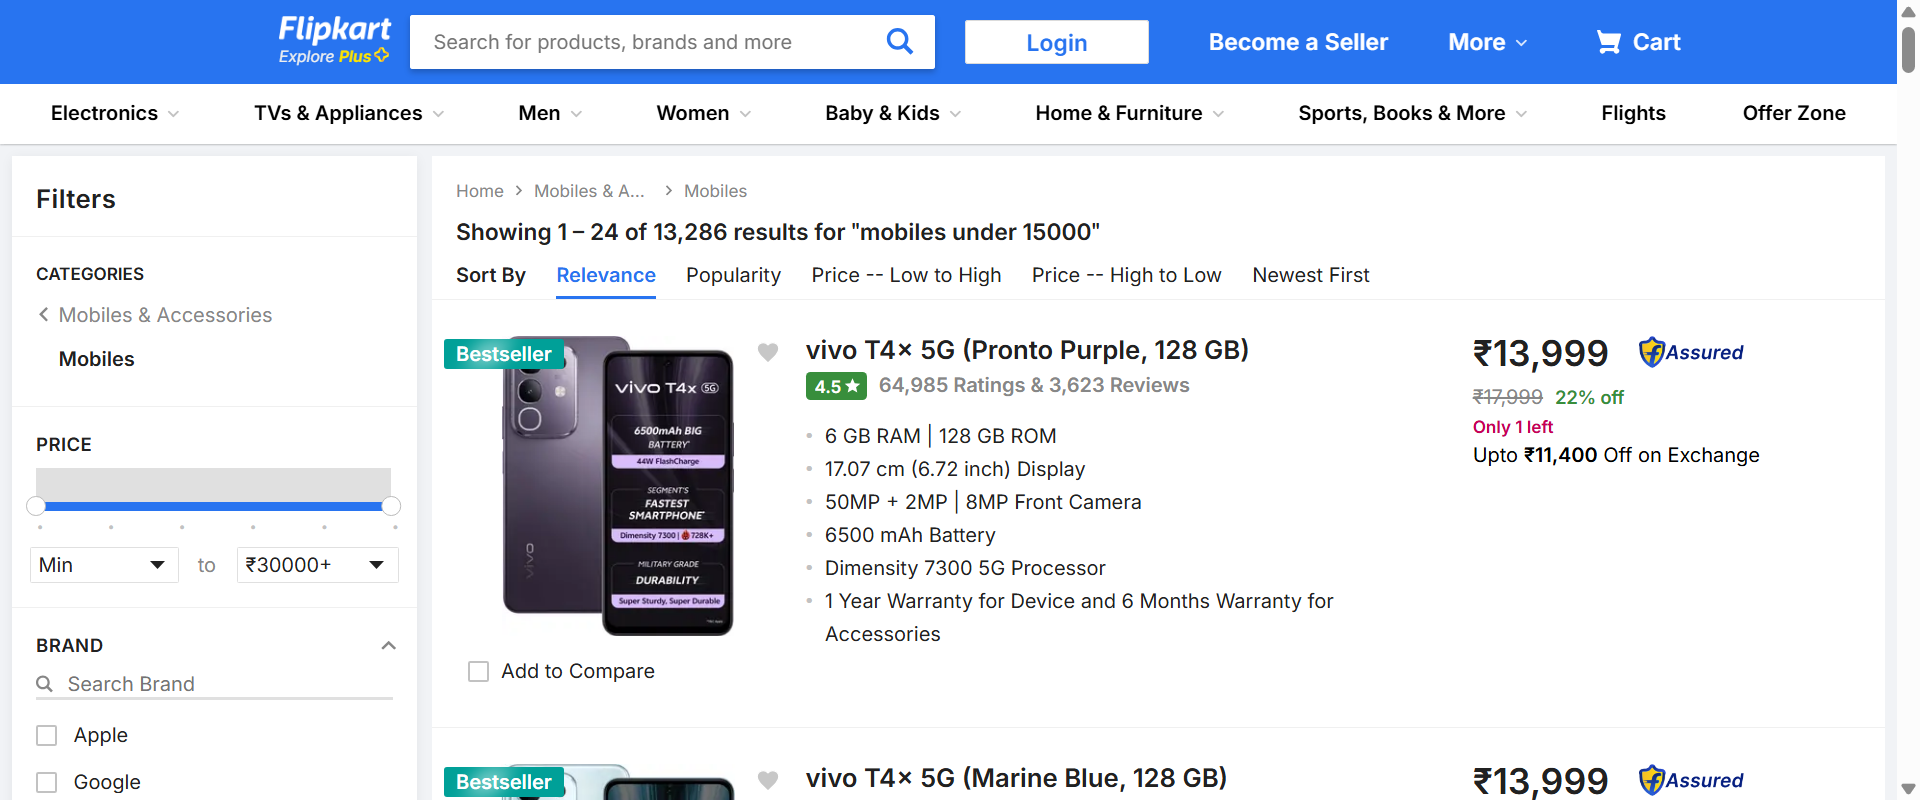 Flipkart
Explore Plus
Search for products, brands and more
Login
Become a Seller
More
Cart
Electronics
TVs & Appliances
Men
Women
Baby & Kids
Home & Furniture
Sports, Books & More
Flights
Offer Zone
Filters
CATEGORIES
Mobiles & Accessories
Mobiles
PRICE
Min
to
₹30000+
BRAND
Search Brand
Apple
Google
Home
Mobiles & A...
Mobiles
Showing 1 – 24 of 13,286 results for "mobiles under 15000"
Sort By
Relevance
Popularity
Price -- Low to High
Price -- High to Low
Newest First
Bestseller
vivo
vivo T4x 5G
6500mAh BIG
BATTERY*
44W FlashCharge
SEGMENT'S
FASTEST
SMARTPHONE*
Dimensity 7300 | 728K+
MILITARY GRADE
DURABILITY
Super Sturdy, Super Durable
Add to Compare
vivo T4x 5G (Pronto Purple, 128 GB)
4.5★ 64,985 Ratings & 3,623 Reviews
6 GB RAM | 128 GB ROM
17.07 cm (6.72 inch) Display
50MP + 2MP | 8MP Front Camera
6500 mAh Battery
Dimensity 7300 5G Processor
1 Year Warranty for Device and 6 Months Warranty for
Accessories
₹13,999
Assured
₹17,999 22% off
Only 1 left
Upto ₹11,400 Off on Exchange
Bestseller
vivo T4x 5G (Marine Blue, 128 GB)
₹13,999
Assured